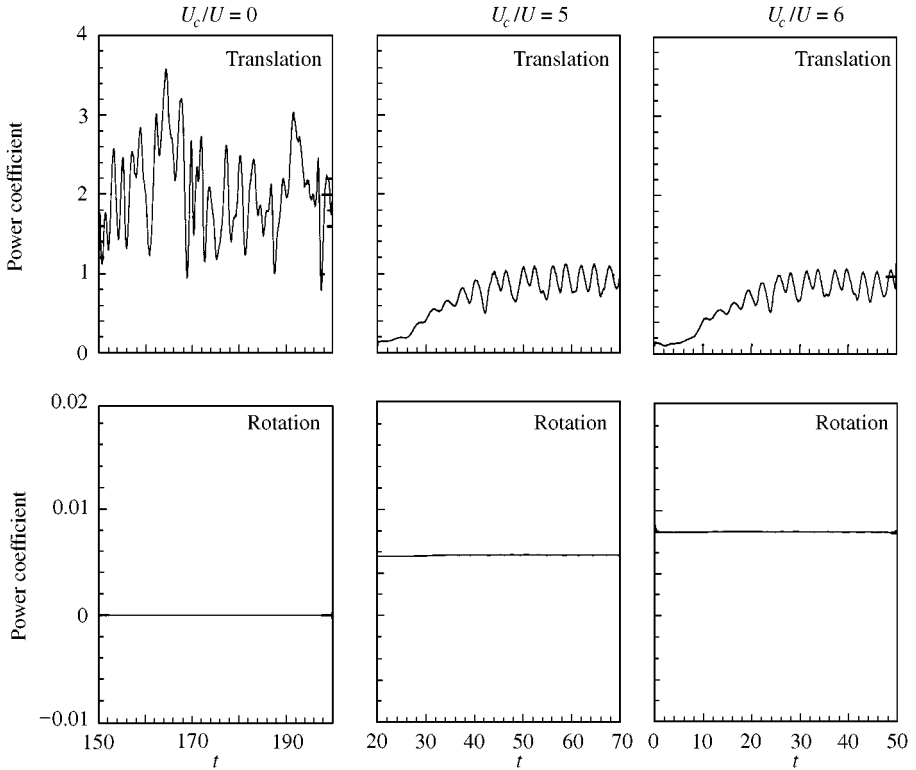 U_c/U = 0
U_c/U = 5
U_c/U = 6
4
3
2
1
0
Power coefficient
Translation
Translation
Translation
0.02
0.01
0
−0.01
Power coefficient
Rotation
Rotation
Rotation
150 170 190
20 30 40 50 60 70
0 10 20 30 40 50
t
t
t